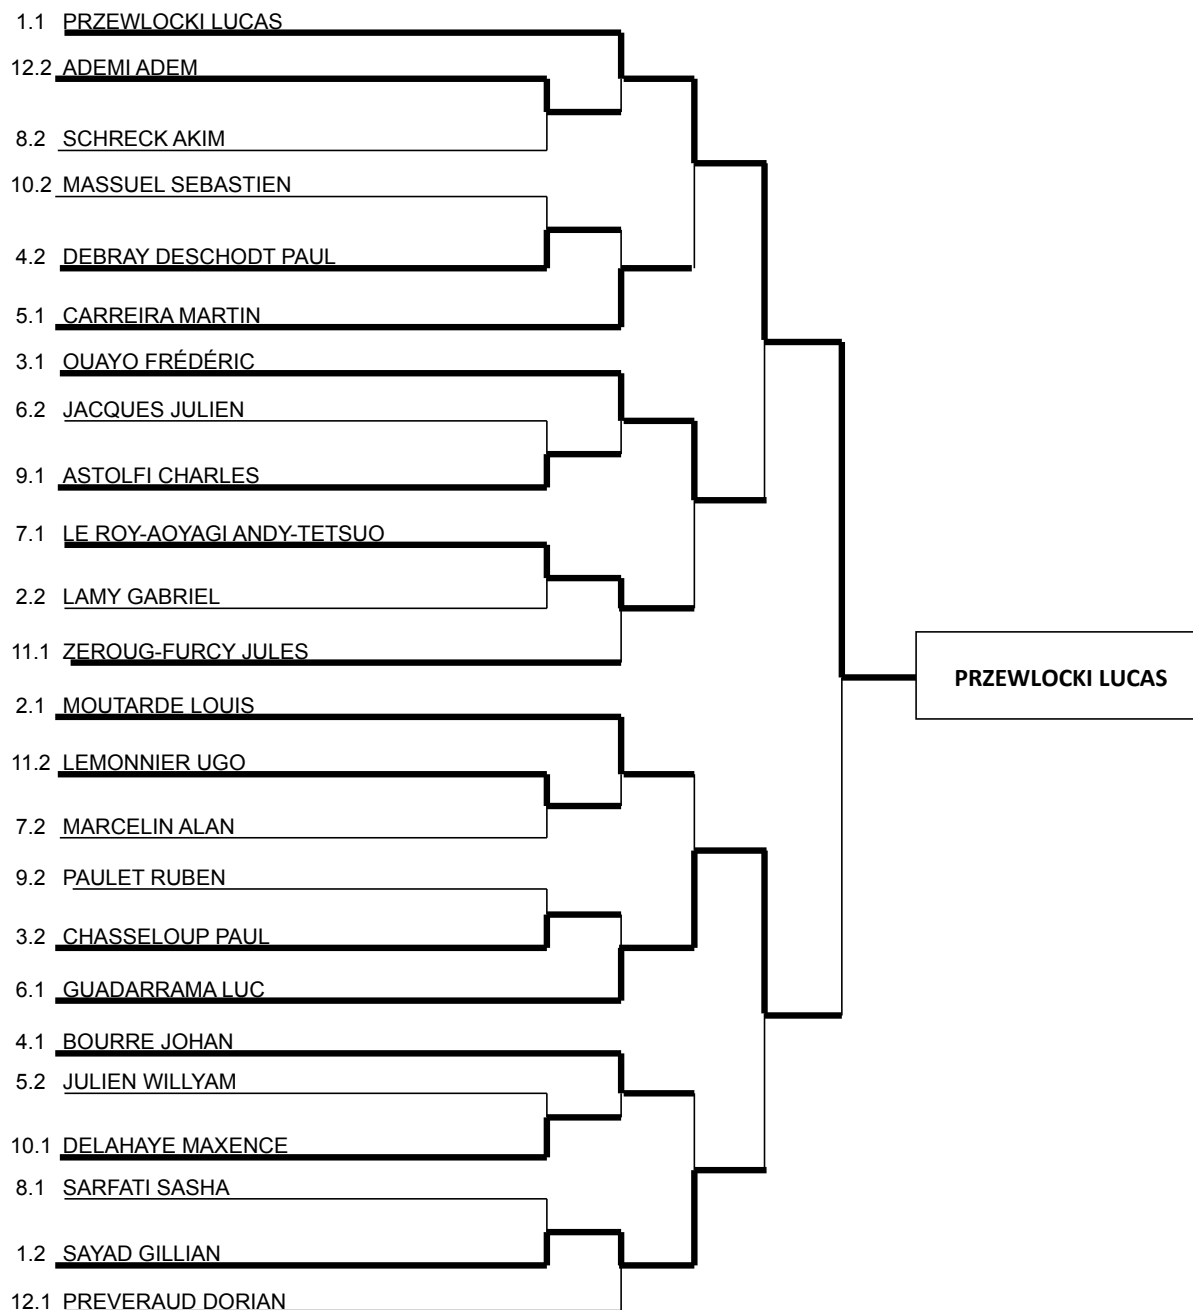 1.1 PRZEWLOCKI LUCAS
12.2 ADEMI ADEM
8.2 SCHRECK AKIM
10.2 MASSUEL SEBASTIEN
4.2 DEBRAY DESCHODT PAUL
5.1 CARREIRA MARTIN
3.1 OUAYO FRÉDÉRIC
6.2 JACQUES JULIEN
9.1 ASTOLFI CHARLES
7.1 LE ROY-AOYAGI ANDY-TETSUO
2.2 LAMY GABRIEL
11.1 ZEROUG-FURCY JULES
PRZEWLOCKI LUCAS
2.1 MOUTARDE LOUIS
11.2 LEMONNIER UGO
7.2 MARCELIN ALAN
9.2 PAULET RUBEN
3.2 CHASSELOUP PAUL
6.1 GUADARRAMA LUC
4.1 BOURRE JOHAN
5.2 JULIEN WILLYAM
10.1 DELAHAYE MAXENCE
8.1 SARFATI SASHA
1.2 SAYAD GILLIAN
12.1 PREVERAUD DORIAN